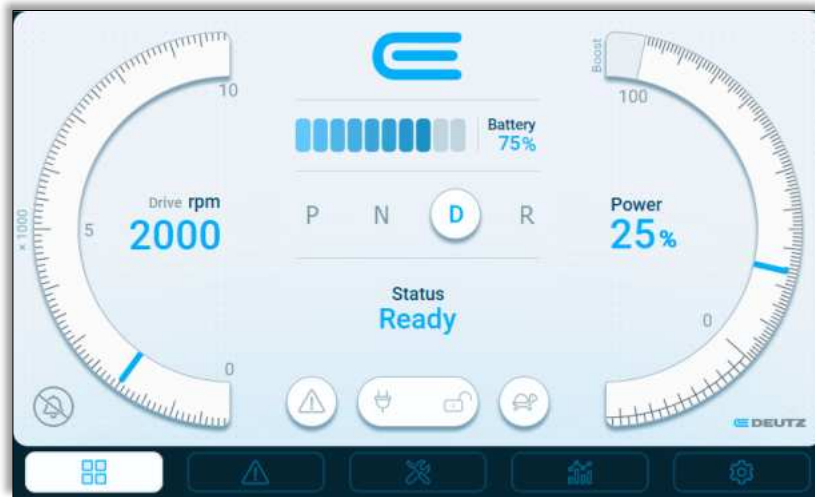 Boost
10
100
Battery
75%
Drive rpm
2000
P N D R
Power
25%
× 1000
5
Status
Ready
0
0
DEUTZ